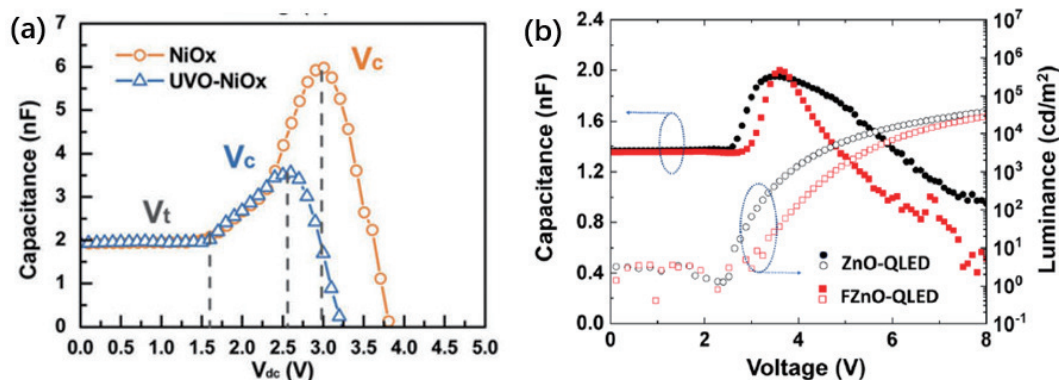 (a)
7
6
5
4
3
2
1
0
Capacitance (nF)
NiOx
UVO-NiOx
Vc
Vc
Vt
0.0 0.5 1.0 1.5 2.0 2.5 3.0 3.5 4.0 4.5 5.0
Vdc (V)
(b)
2.4
2.0
1.6
1.2
0.8
0.4
0.0
Capacitance (nF)
ZnO-QLED
FZnO-QLED
0 2 4 6 8
Voltage (V)
10^7
10^6
10^5
10^4
10^3
10^2
10^1
10^0
10^-1
Luminance (cd/m^2)